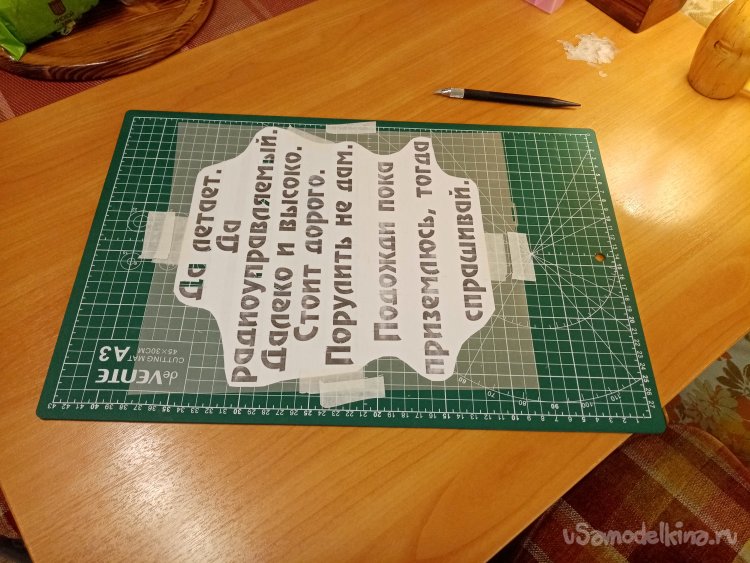 Да летает.
Да
радиоуправляемый.
Далеко и высоко.
Стоит дорого.
Порулить не дам.
Подожди пока
приземлюсь, тогда
спрашивай.
deVENTE A3
CUTTING MAT 45×30CM
uSamodelkina.ru